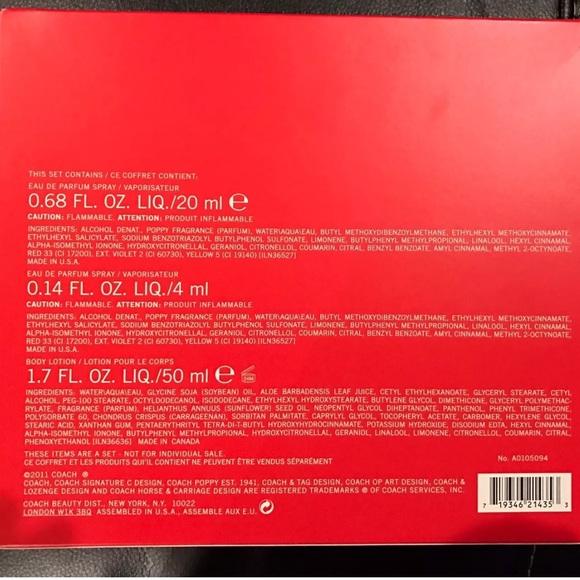 THIS SET CONTAINS / CE COFFRET CONTIENT:
EAU DE PARFUM SPRAY / VAPORISATEUR
0.68 FL. OZ. LIQ./20 ml ℮
CAUTION: FLAMMABLE. ATTENTION: PRODUIT INFLAMMABLE
INGREDIENTS: ALCOHOL DENAT., POPPY FRAGRANCE (PARFUM), WATER\AQUA\EAU, BUTYL METHOXYDIBENZOYLMETHANE, ETHYLHEXYL METHOXYCINNAMATE,
ETHYLHEXYL SALICYLATE, SODIUM BENZOTRIAZOLYL BUTYLPHENOL SULFONATE, LIMONENE, BUTYLPHENYL METHYLPROPIONAL, LINALOOL, HEXYL CINNAMAL,
ALPHA-ISOMETHYL IONONE, HYDROXYCITRONELLAL, GERANIOL, CITRONELLOL, COUMARIN, CITRAL, BENZYL ALCOHOL, AMYL CINNAMAL, METHYL 2-OCTYNOATE,
RED 33 (CI 17200), EXT. VIOLET 2 (CI 60730), YELLOW 5 (CI 19140) [ILN36527]
MADE IN U.S.A.
EAU DE PARFUM SPRAY / VAPORISATEUR
0.14 FL. OZ. LIQ./4 ml
CAUTION: FLAMMABLE. ATTENTION: PRODUIT INFLAMMABLE
INGREDIENTS: ALCOHOL DENAT., POPPY FRAGRANCE (PARFUM), WATER\AQUA\EAU, BUTYL METHOXYDIBENZOYLMETHANE, ETHYLHEXYL METHOXYCINNAMATE,
ETHYLHEXYL SALICYLATE, SODIUM BENZOTRIAZOLYL BUTYLPHENOL SULFONATE, LIMONENE, BUTYLPHENYL METHYLPROPIONAL, LINALOOL, HEXYL CINNAMAL,
ALPHA-ISOMETHYL IONONE, HYDROXYCITRONELLAL, GERANIOL, CITRONELLOL, COUMARIN, CITRAL, BENZYL ALCOHOL, AMYL CINNAMAL, METHYL 2-OCTYNOATE,
RED 33 (CI 17200), EXT. VIOLET 2 (CI 60730), YELLOW 5 (CI 19140) [ILN36527]
MADE IN U.S.A.
BODY LOTION / LOTION POUR LE CORPS
1.7 FL. OZ. LIQ./50 ml ℮
INGREDIENTS: WATER\AQUA\EAU, GLYCINE SOJA (SOYBEAN) OIL, ALOE BARBADENSIS LEAF JUICE, CETYL ETHYLHEXANOATE, GLYCERYL STEARATE, CETYL
ALCOHOL, PEG-100 STEARATE, OCTYLDODECANOL, ISODODECANE, ETHYLHEXYL HYDROXYSTEARATE, BUTYLENE GLYCOL, DIMETHICONE, GLYCERYL POLYMETHAC-
RYLATE, FRAGRANCE (PARFUM), HELIANTHUS ANNUUS (SUNFLOWER) SEED OIL, NEOPENTYL GLYCOL DIHEPTANOATE, PANTHENOL, PHENYL TRIMETHICONE,
POLYSORBATE 60, CHONDRUS CRISPUS (CARRAGEENAN), SORBITAN PALMITATE, CAPRYLYL GLYCOL, TOCOPHERYL ACETATE, CARBOMER, HEXYLENE GLYCOL,
STEARIC ACID, XANTHAN GUM, PENTAERYTHRITYL TETRA-DI-T-BUTYL HYDROXYHYDROCINNAMATE, POTASSIUM HYDROXIDE, DISODIUM EDTA, HEXYL CINNAMAL,
ALPHA-ISOMETHYL IONONE, BUTYLPHENYL METHYLPROPIONAL, HYDROXYCITRONELLAL, GERANIOL, LINALOOL, LIMONENE, CITRONELLOL, COUMARIN, CITRAL,
PHENOXYETHANOL [ILN36636] MADE IN CANADA
THESE ITEMS ARE A SET - NOT FOR INDIVIDUAL SALE.
CE COFFRET ET LES PRODUITS QU'IL CONTIENT NE PEUVENT ÊTRE VENDUS SÉPARÉMENT
No. A0105094
©2011 COACH ®
COACH, COACH SIGNATURE C DESIGN, COACH POPPY EST. 1941, COACH & TAG DESIGN, COACH OP ART DESIGN, COACH &
LOZENGE DESIGN AND COACH HORSE & CARRIAGE DESIGN ARE REGISTERED TRADEMARKS ® OF COACH SERVICES, INC.
COACH BEAUTY DIST., NEW YORK, N.Y. 10022
LONDON W1K 3BQ ASSEMBLED IN U.S.A., ASSEMBLE AUX E.U.
7 19346 21435 3